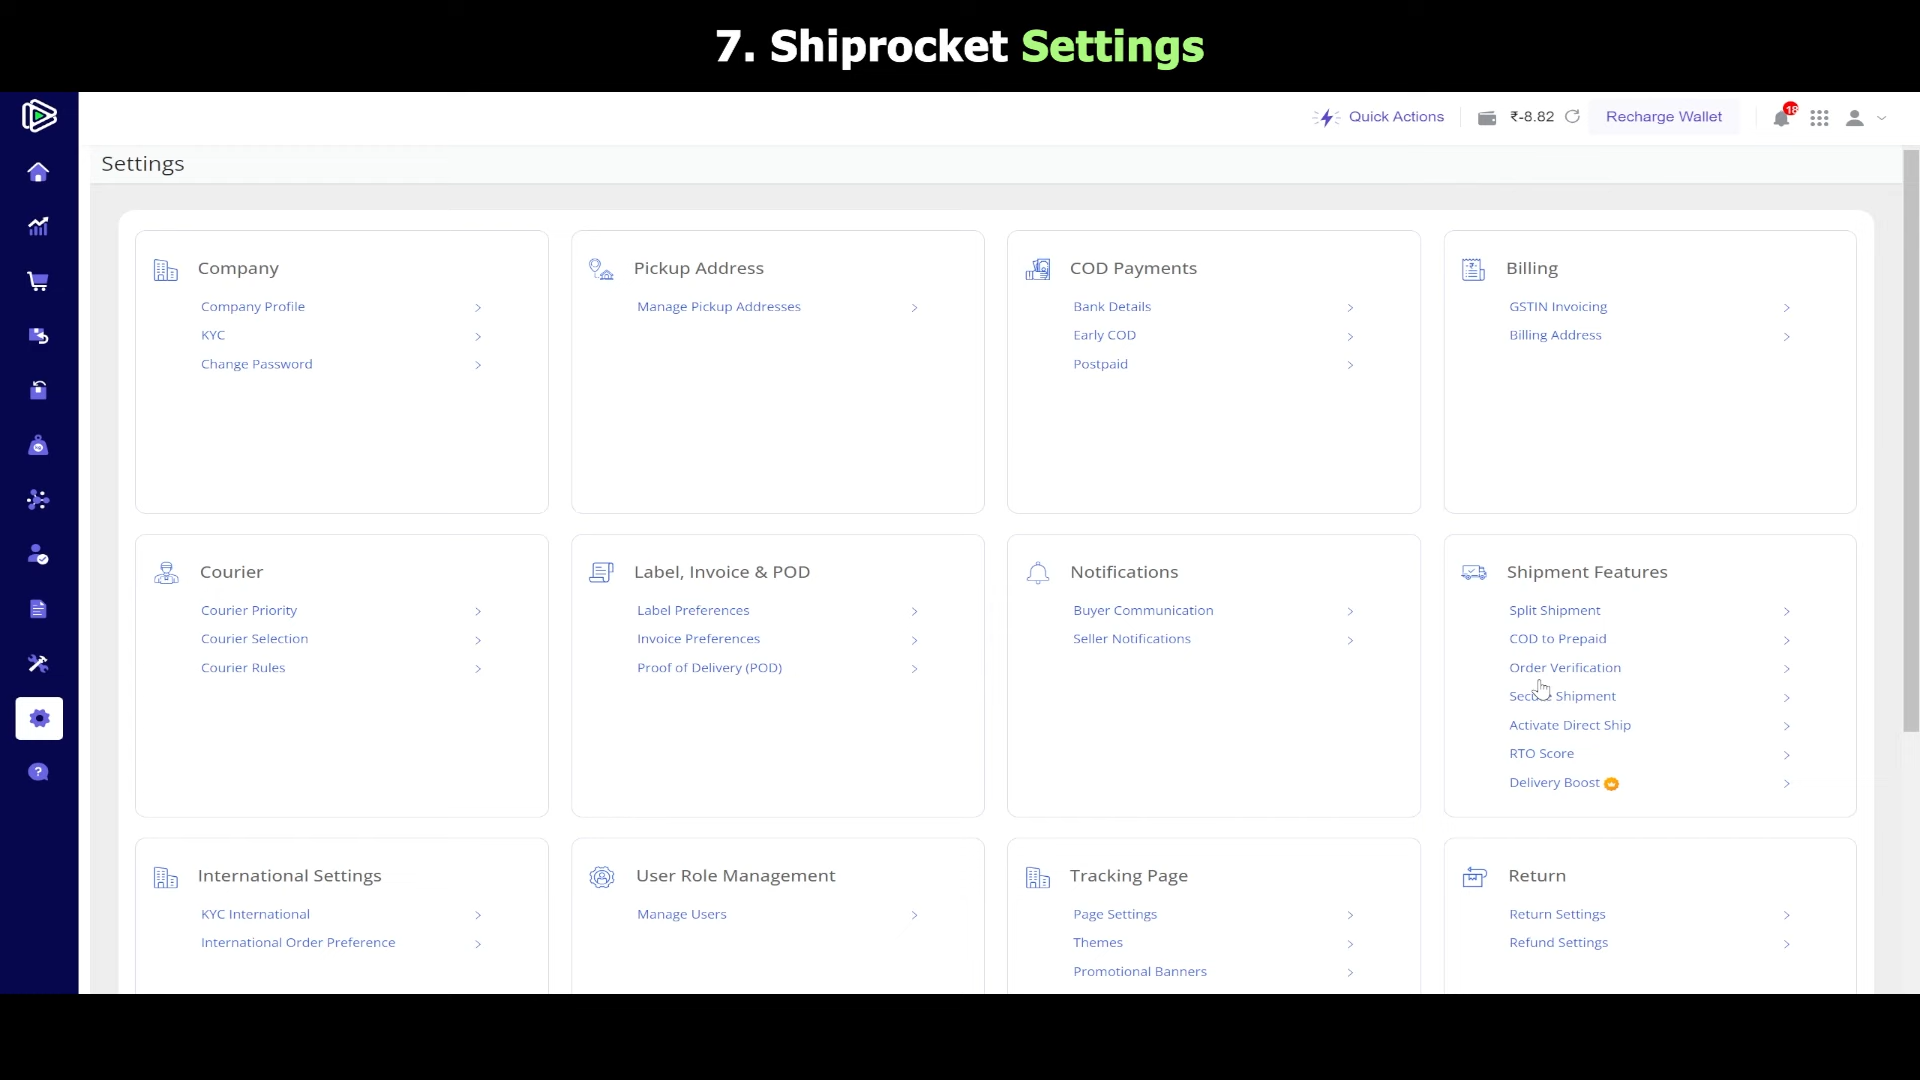 7. Shiprocket Settings
Quick Actions
₹-8.82
Recharge Wallet
18
Settings
Company
Company Profile
KYC
Change Password
Pickup Address
Manage Pickup Addresses
COD Payments
Bank Details
Early COD
Postpaid
Billing
GSTIN Invoicing
Billing Address
Courier
Courier Priority
Courier Selection
Courier Rules
Label, Invoice & POD
Label Preferences
Invoice Preferences
Proof of Delivery (POD)
Notifications
Buyer Communication
Seller Notifications
Shipment Features
Split Shipment
COD to Prepaid
Order Verification
Secure Shipment
Activate Direct Ship
RTO Score
Delivery Boost
International Settings
KYC International
International Order Preference
User Role Management
Manage Users
Tracking Page
Page Settings
Themes
Promotional Banners
Return
Return Settings
Refund Settings